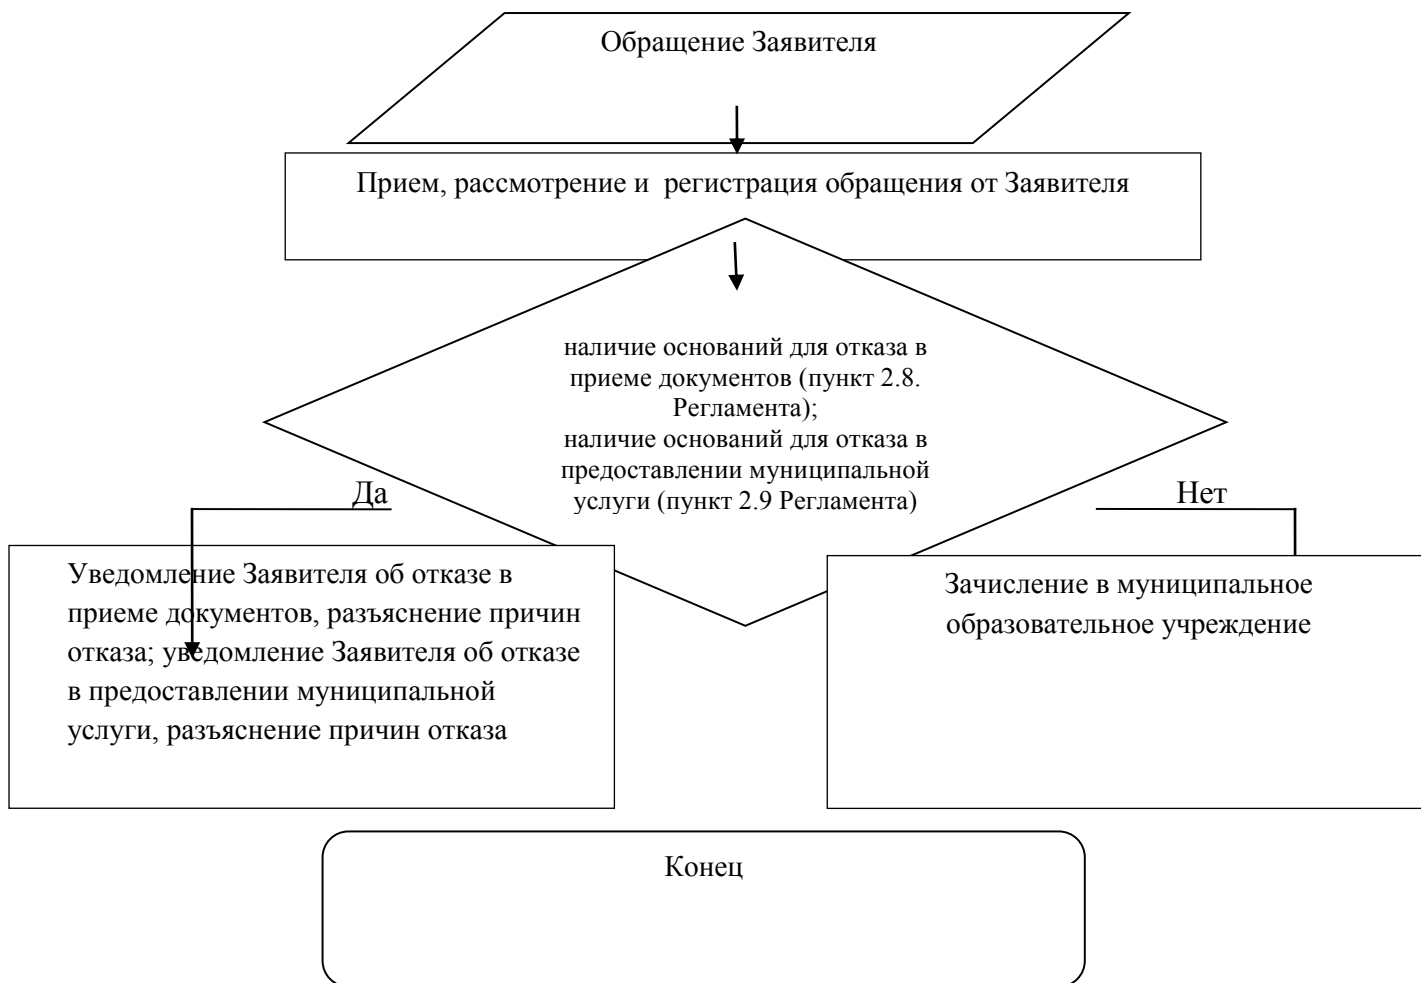 Обращение Заявителя
Прием, рассмотрение и регистрация обращения от Заявителя
наличие оснований для отказа в
приеме документов (пункт 2.8.
Регламента);
наличие оснований для отказа в
предоставлении муниципальной
услуги (пункт 2.9 Регламента)
Да
Нет
Уведомление Заявителя об отказе в
приеме документов, разъяснение причин
отказа; уведомление Заявителя об отказе
в предоставлении муниципальной
услуги, разъяснение причин отказа
Зачисление в муниципальное
образовательное учреждение
Конец